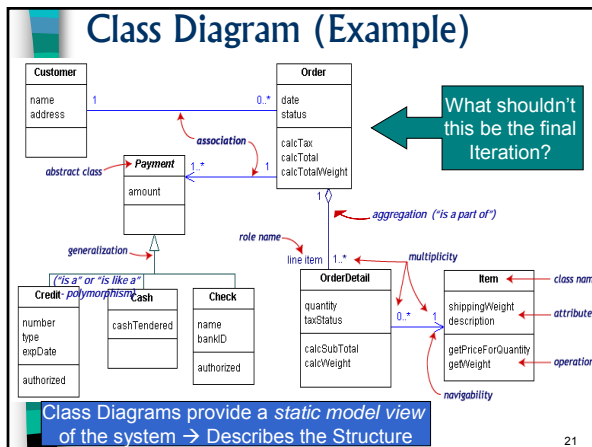 Class Diagram (Example)
Customer
name
address
1
0..*
Order
date
status
calcTax
calcTotal
calcTotalWeight
What shouldn't
this be the final
Iteration?
association
abstract class
Payment
amount
1..*
1
1
aggregation ("is a part of")
generalization
role name
line item
1..*
multiplicity
("is a" or "is like a"
- polymorphism)
Credit
number
type
expDate
authorized
Cash
cashTendered
Check
name
bankID
authorized
OrderDetail
quantity
taxStatus
calcSubTotal
calcWeight
0..*
1
Item
shippingWeight
description
getPriceForQuantity
getWeight
class nam
attribute
operation
navigability
Class Diagrams provide a static model view
of the system → Describes the Structure
21